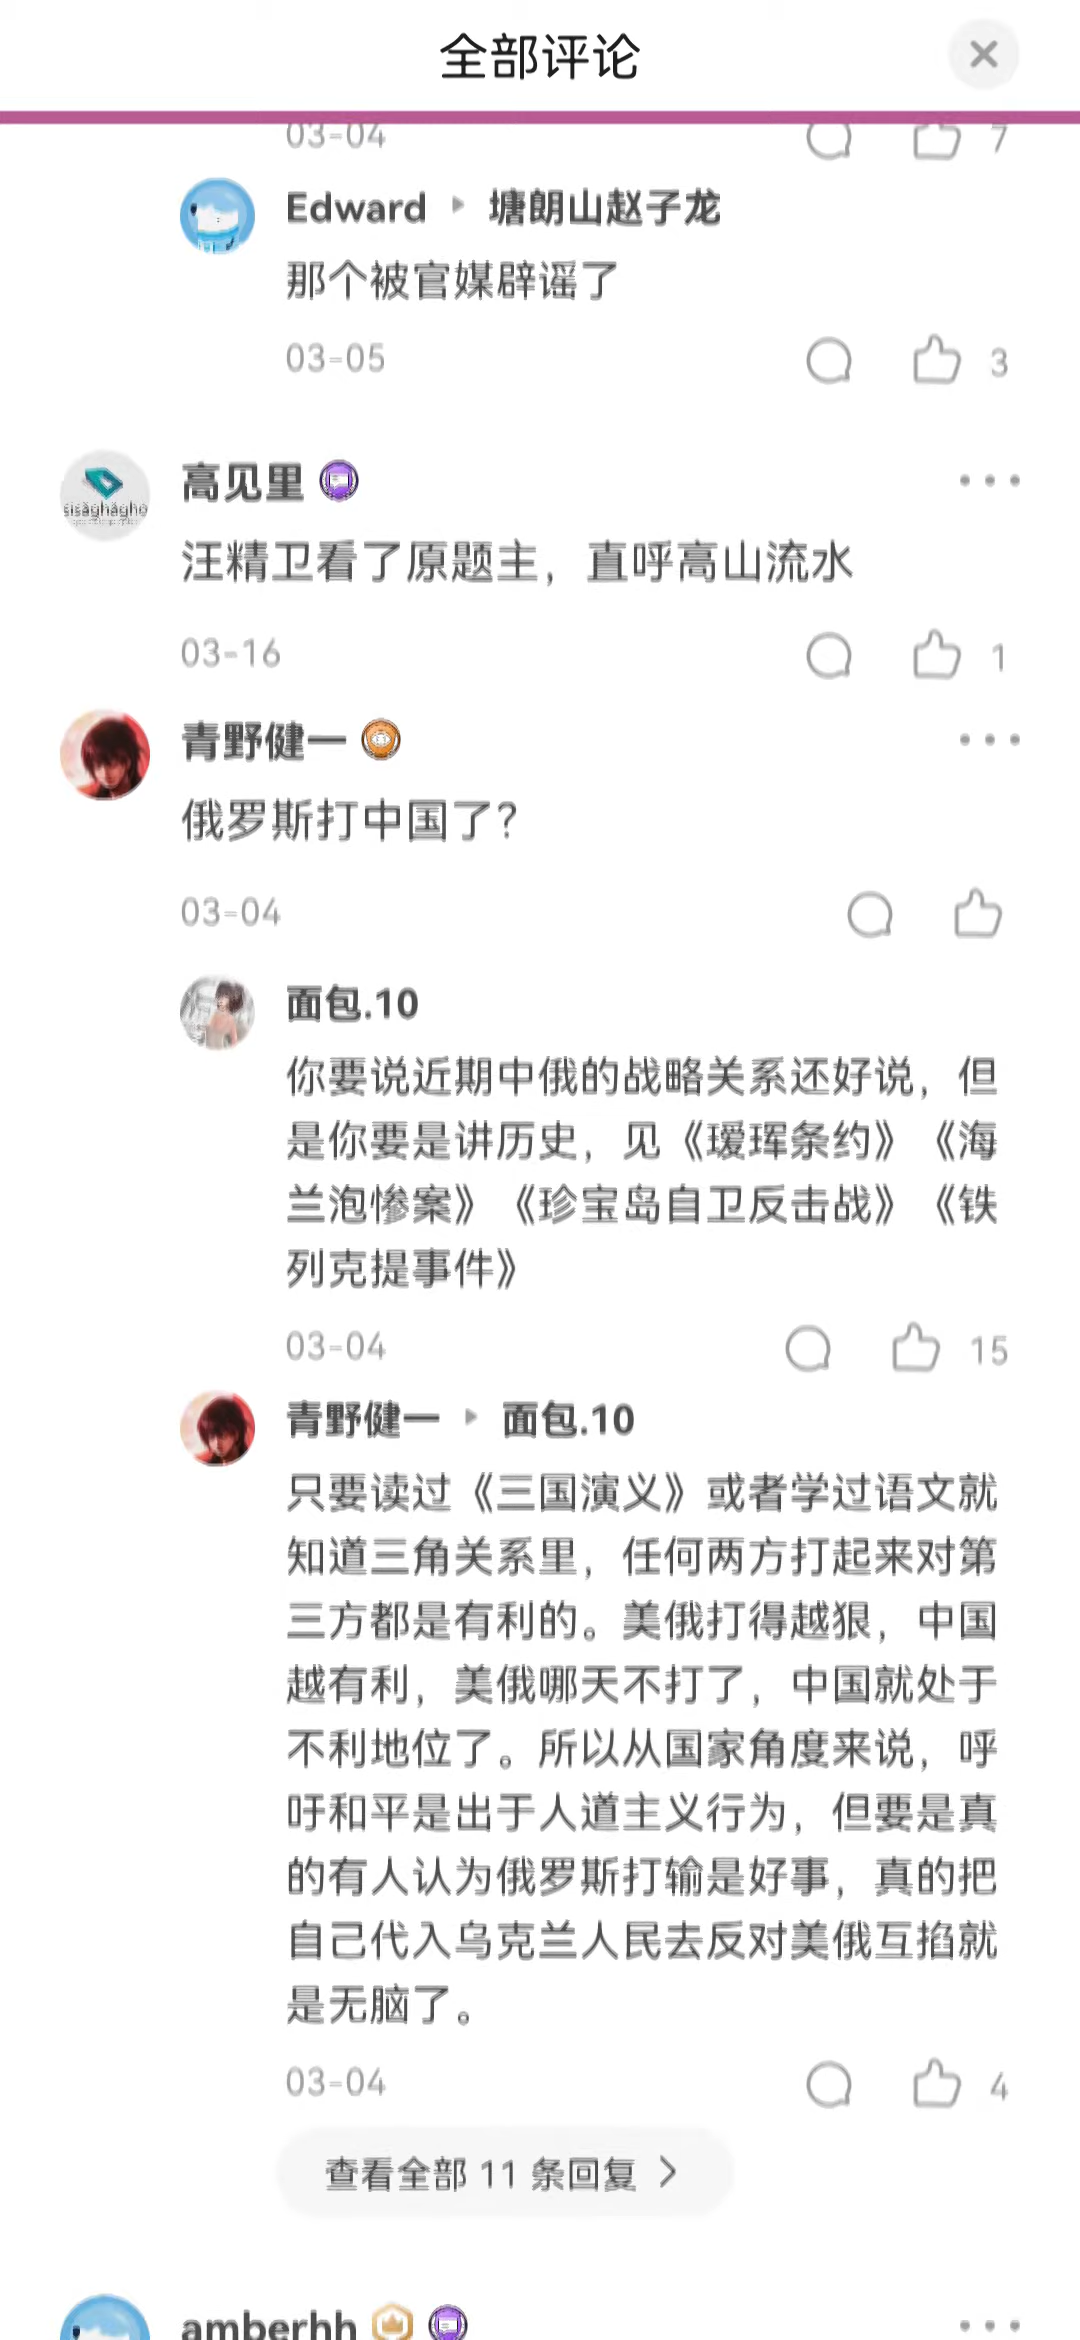 全部评论
03-04
7
Edward 塘朗山赵子龙
那个被官媒辟谣了
03-05
3
高见里
sisåghågho
汪精卫看了原题主，直呼高山流水
03-16
1
青野健一
俄罗斯打中国了？
03-04
面包.10
你要说近期中俄的战略关系还好说，但
是你要是讲历史，见《瑷珲条约》《海
兰泡惨案》《珍宝岛自卫反击战》《铁
列克提事件》
03-04
15
青野健一 面包.10
只要读过《三国演义》或者学过语文就
知道三角关系里，任何两方打起来对第
三方都是有利的。美俄打得越狠，中国
越有利，美俄哪天不打了，中国就处于
不利地位了。所以从国家角度来说，呼
吁和平是出于人道主义行为，但要是真
的有人认为俄罗斯打输是好事，真的把
自己代入乌克兰人民去反对美俄互掐就
是无脑了。
03-04
4
查看全部 11 条回复
amberhh